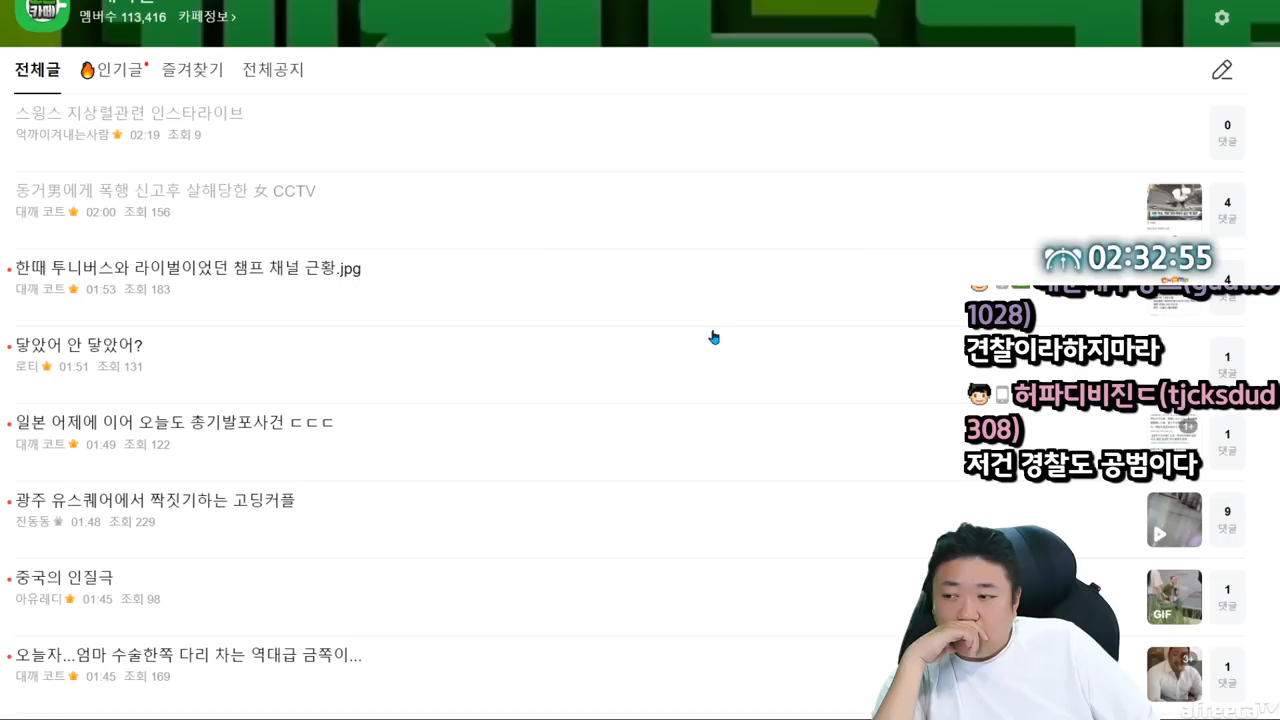 카페
멤버수 113,416 카페정보 ›
전체글 인기글 즐겨찾기 전체공지
스윙스 지상렬관련 인스타라이브
억까이겨내는사람 02:19 조회 9
0
댓글
동거男에게 폭행 신고후 살해당한 女 CCTV
대깨 코트 02:00 조회 156
4
댓글
02:32:55
한때 투니버스와 라이벌이었던 챔프 채널 근황.jpg
대깨 코트 01:53 조회 183
4
1028)
견찰이라하지마라
닿았어 안 닿았어?
로티 01:51 조회 131
1
댓글
허파디비진ㄷ(tjcksdud
308)
저건 경찰도 공범이다
일본 어제에 이어 오늘도 총기발포사건 ㄷㄷㄷ
대깨 코트 01:49 조회 122
1+
1
댓글
광주 유스퀘어에서 짝짓기하는 고딩커플
진동동 01:48 조회 229
9
댓글
중국의 인질극
아유레디 01:45 조회 98
GIF
1
댓글
오늘자...엄마 수술한쪽 다리 차는 역대급 금쪽이...
대깨 코트 01:45 조회 169
3+
1
댓글
afreecaTV